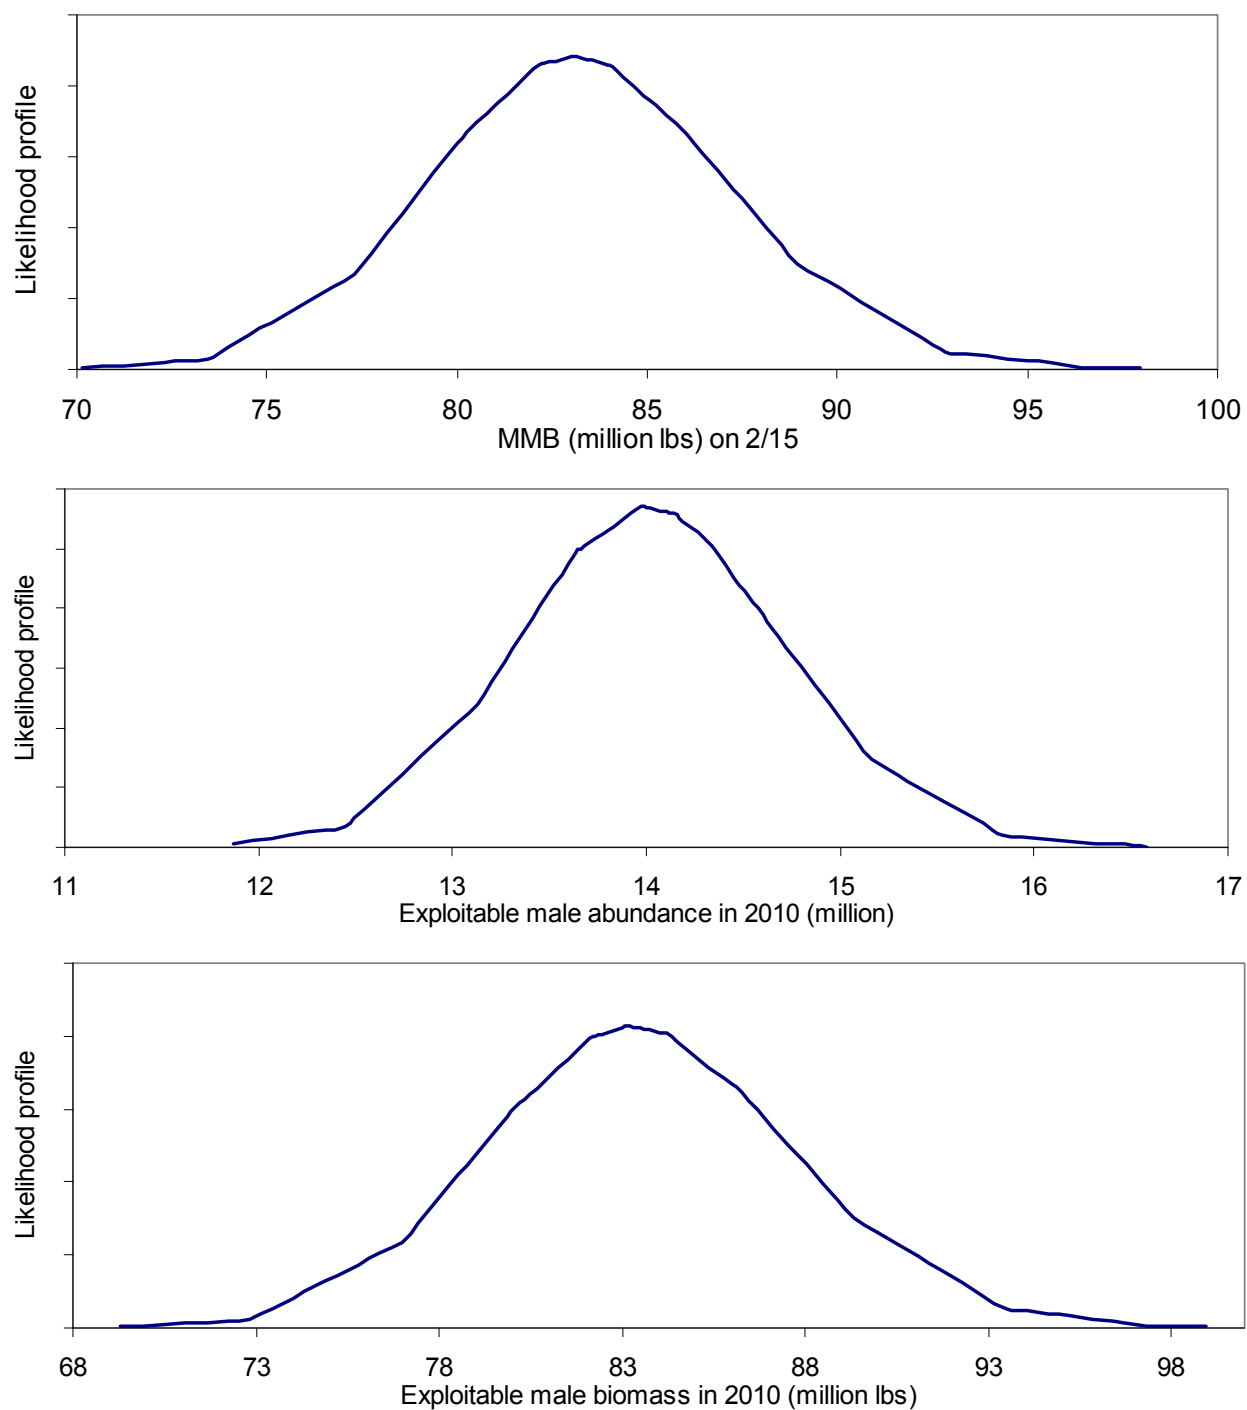 Likelihood profile
70 75 80 85 90 95 100
MMB (million lbs) on 2/15
Likelihood profile
11 12 13 14 15 16 17
Exploitable male abundance in 2010 (million)
Likelihood profile
68 73 78 83 88 93 98
Exploitable male biomass in 2010 (million lbs)